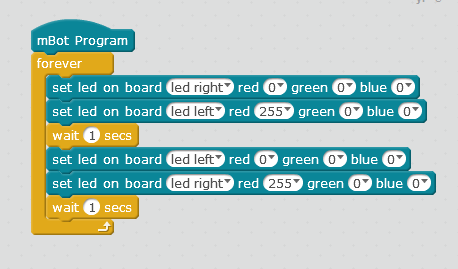 mBot Program
forever
set led on board led right red 0 green 0 blue 0
set led on board led left red 255 green 0 blue 0
wait 1 secs
set led on board led left red 0 green 0 blue 0
set led on board led right red 255 green 0 blue 0
wait 1 secs